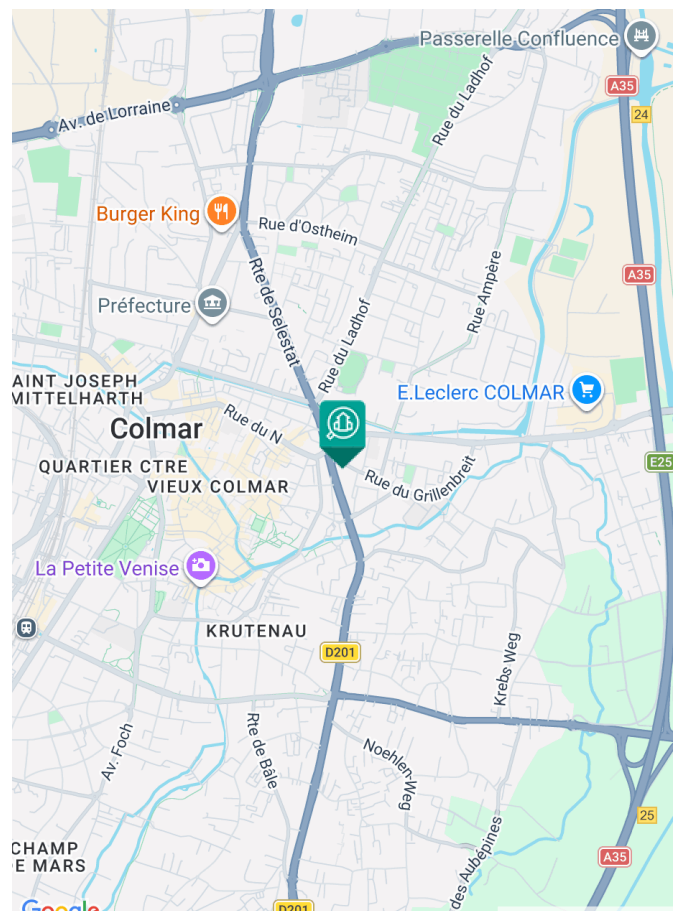 Passerelle Confluence
A35
24
Av. de Lorraine
Rue du Ladhof
Burger King
Rue d'Ostheim
Rte de Selestat
A35
Rue Ampère
Préfecture
Rue du Ladhof
AINT JOSEPH
MITTELHARTH
E.Leclerc COLMAR
Colmar
Rue du N
QUARTIER CTRE
VIEUX COLMAR
Rue du Grillenbreit
E25
La Petite Venise
KRUTENAU
D201
Krebs Weg
Av. Foch
Rte de Bâle
Noehlen-Weg
25
CHAMP
E MARS
A35
des Aubépines
Google
D201